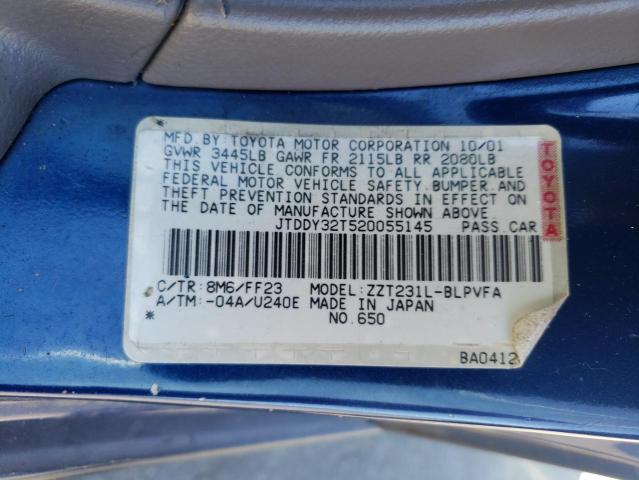 MFD. BY: TOYOTA MOTOR CORPORATION 10/01
GVWR 3445LB GAWR FR 2115LB RR 2080LB
THIS VEHICLE CONFORMS TO ALL APPLICABLE
FEDERAL MOTOR VEHICLE SAFETY, BUMPER, AND
THEFT PREVENTION STANDARDS IN EFFECT ON
THE DATE OF MANUFACTURE SHOWN ABOVE.
JTDDY32T520055145 PASS.CAR
TOYOTA
C/TR: 8M6/FF23 MODEL: ZZT231L-BLPVFA
A/TM: -04A/U240E MADE IN JAPAN
* NO.650
BA0412